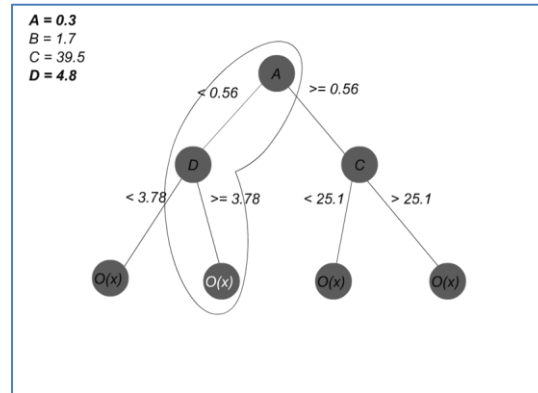 A = 0.3
B = 1.7
C = 39.5
D = 4.8
A
< 0.56
>= 0.56
D
C
< 3.78
>= 3.78
< 25.1
> 25.1
O(x)
O(x)
O(x)
O(x)